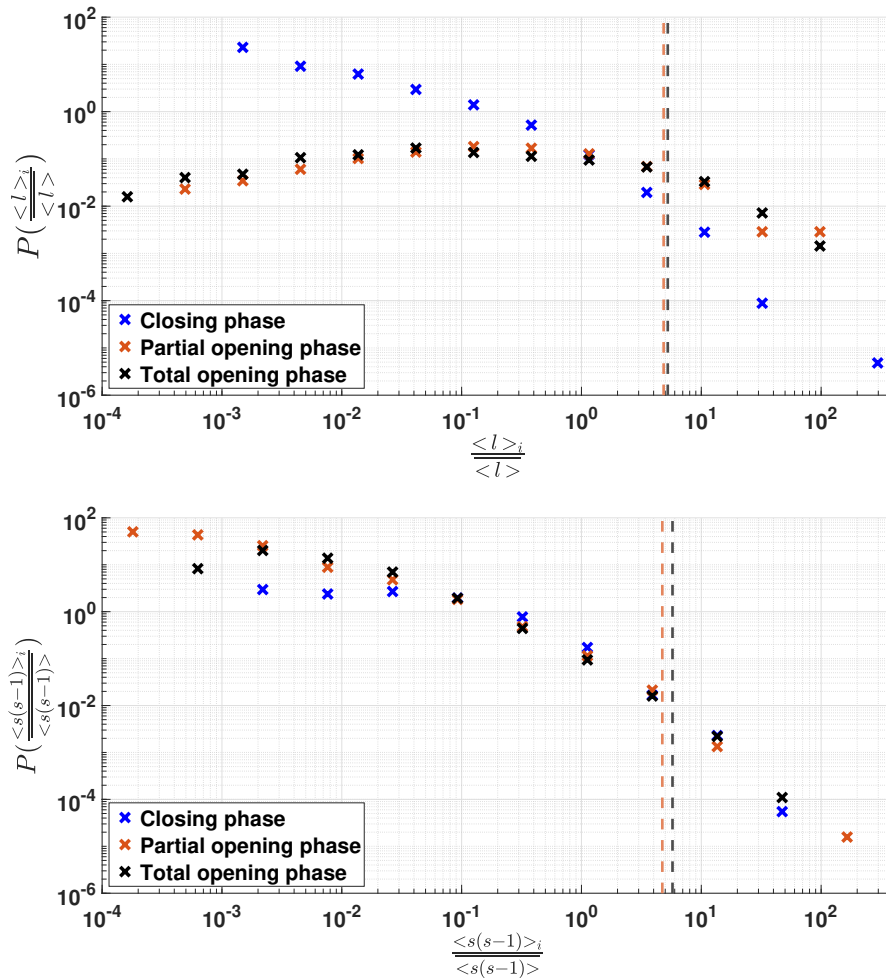 10^2
10^0
10^-2
10^-4
10^-6
P(<l>_i / <l>)
Closing phase
Partial opening phase
Total opening phase
10^-4 10^-3 10^-2 10^-1 10^0 10^1 10^2
<l>_i
<l>
10^2
10^0
10^-2
10^-4
10^-6
P(<s(s−1)>_i / <s(s−1)>)
Closing phase
Partial opening phase
Total opening phase
10^-4 10^-3 10^-2 10^-1 10^0 10^1 10^2
<s(s−1)>_i
<s(s−1)>